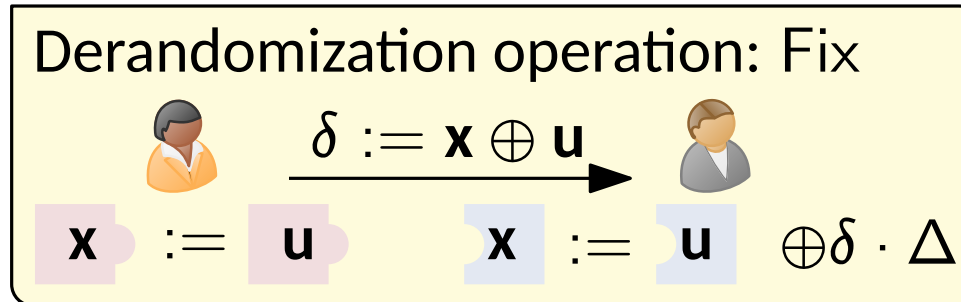 Derandomization operation: Fix
δ := x ⊕ u
x := u x := u ⊕δ · Δ